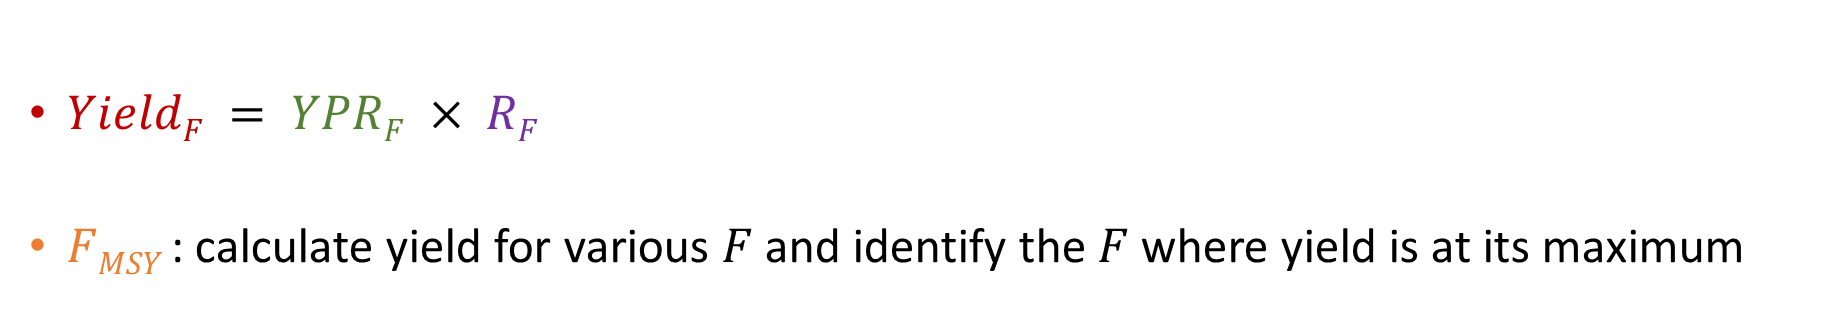 • Yield_F = YPR_F × R_F
• F_MSY : calculate yield for various F and identify the F where yield is at its maximum